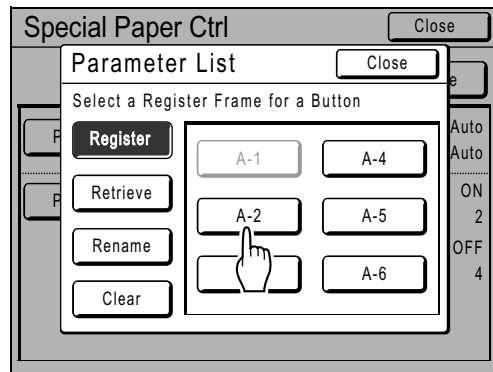 Special Paper Ctrl
Close
Parameter List
Close
e
Select a Register Frame for a Button
P
Register
A-1
A-4
Auto
Auto
P
Retrieve
A-2
A-5
ON
2
Rename
A-6
OFF
4
Clear